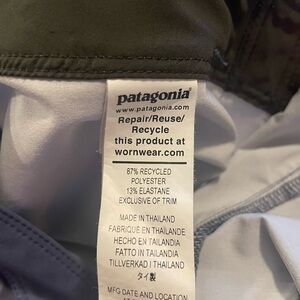 patagonia®
www.patagonia.com
Repair/Reuse/
Recycle
this product at
wornwear.com
87% RECYCLED
POLYESTER
13% ELASTANE
EXCLUSIVE OF TRIM
MADE IN THAILAND
FABRIQUÉ EN THAÏLANDE
HECHO EN TAILANDIA
FATTO IN TAILANDIA
TILLVERKAD I THAILAND
タイ製
MFG DATE AND LOCATION